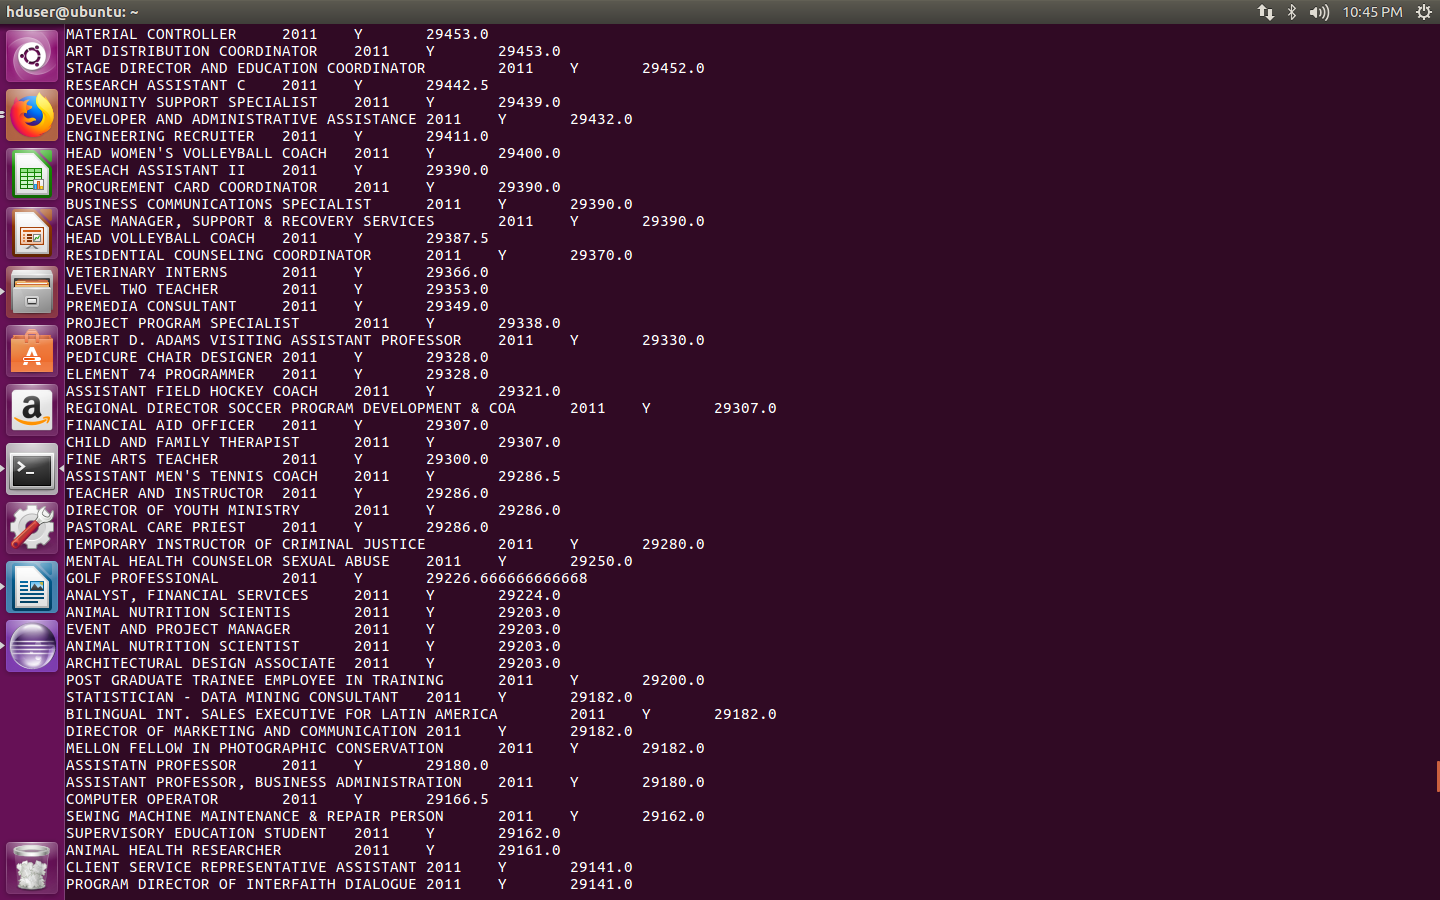 hduser@ubuntu: ~ 10:45 PM
MATERIAL CONTROLLER 2011 Y 29453.0
ART DISTRIBUTION COORDINATOR 2011 Y 29453.0
STAGE DIRECTOR AND EDUCATION COORDINATOR 2011 Y 29452.0
RESEARCH ASSISTANT C 2011 Y 29442.5
COMMUNITY SUPPORT SPECIALIST 2011 Y 29439.0
DEVELOPER AND ADMINISTRATIVE ASSISTANCE 2011 Y 29432.0
ENGINEERING RECRUITER 2011 Y 29411.0
HEAD WOMEN'S VOLLEYBALL COACH 2011 Y 29400.0
RESEACH ASSISTANT II 2011 Y 29390.0
PROCUREMENT CARD COORDINATOR 2011 Y 29390.0
BUSINESS COMMUNICATIONS SPECIALIST 2011 Y 29390.0
CASE MANAGER, SUPPORT & RECOVERY SERVICES 2011 Y 29390.0
HEAD VOLLEYBALL COACH 2011 Y 29387.5
RESIDENTIAL COUNSELING COORDINATOR 2011 Y 29370.0
VETERINARY INTERNS 2011 Y 29366.0
LEVEL TWO TEACHER 2011 Y 29353.0
PREMEDIA CONSULTANT 2011 Y 29349.0
PROJECT PROGRAM SPECIALIST 2011 Y 29338.0
ROBERT D. ADAMS VISITING ASSISTANT PROFESSOR 2011 Y 29330.0
PEDICURE CHAIR DESIGNER 2011 Y 29328.0
ELEMENT 74 PROGRAMMER 2011 Y 29328.0
ASSISTANT FIELD HOCKEY COACH 2011 Y 29321.0
REGIONAL DIRECTOR SOCCER PROGRAM DEVELOPMENT & COA 2011 Y 29307.0
FINANCIAL AID OFFICER 2011 Y 29307.0
CHILD AND FAMILY THERAPIST 2011 Y 29307.0
FINE ARTS TEACHER 2011 Y 29300.0
ASSISTANT MEN'S TENNIS COACH 2011 Y 29286.5
TEACHER AND INSTRUCTOR 2011 Y 29286.0
DIRECTOR OF YOUTH MINISTRY 2011 Y 29286.0
PASTORAL CARE PRIEST 2011 Y 29286.0
TEMPORARY INSTRUCTOR OF CRIMINAL JUSTICE 2011 Y 29280.0
MENTAL HEALTH COUNSELOR SEXUAL ABUSE 2011 Y 29250.0
GOLF PROFESSIONAL 2011 Y 29226.666666666668
ANALYST, FINANCIAL SERVICES 2011 Y 29224.0
ANIMAL NUTRITION SCIENTIS 2011 Y 29203.0
EVENT AND PROJECT MANAGER 2011 Y 29203.0
ANIMAL NUTRITION SCIENTIST 2011 Y 29203.0
ARCHITECTURAL DESIGN ASSOCIATE 2011 Y 29203.0
POST GRADUATE TRAINEE EMPLOYEE IN TRAINING 2011 Y 29200.0
STATISTICIAN - DATA MINING CONSULTANT 2011 Y 29182.0
BILINGUAL INT. SALES EXECUTIVE FOR LATIN AMERICA 2011 Y 29182.0
DIRECTOR OF MARKETING AND COMMUNICATION 2011 Y 29182.0
MELLON FELLOW IN PHOTOGRAPHIC CONSERVATION 2011 Y 29182.0
ASSISTATN PROFESSOR 2011 Y 29180.0
ASSISTANT PROFESSOR, BUSINESS ADMINISTRATION 2011 Y 29180.0
COMPUTER OPERATOR 2011 Y 29166.5
SEWING MACHINE MAINTENANCE & REPAIR PERSON 2011 Y 29162.0
SUPERVISORY EDUCATION STUDENT 2011 Y 29162.0
ANIMAL HEALTH RESEARCHER 2011 Y 29161.0
CLIENT SERVICE REPRESENTATIVE ASSISTANT 2011 Y 29141.0
PROGRAM DIRECTOR OF INTERFAITH DIALOGUE 2011 Y 29141.0